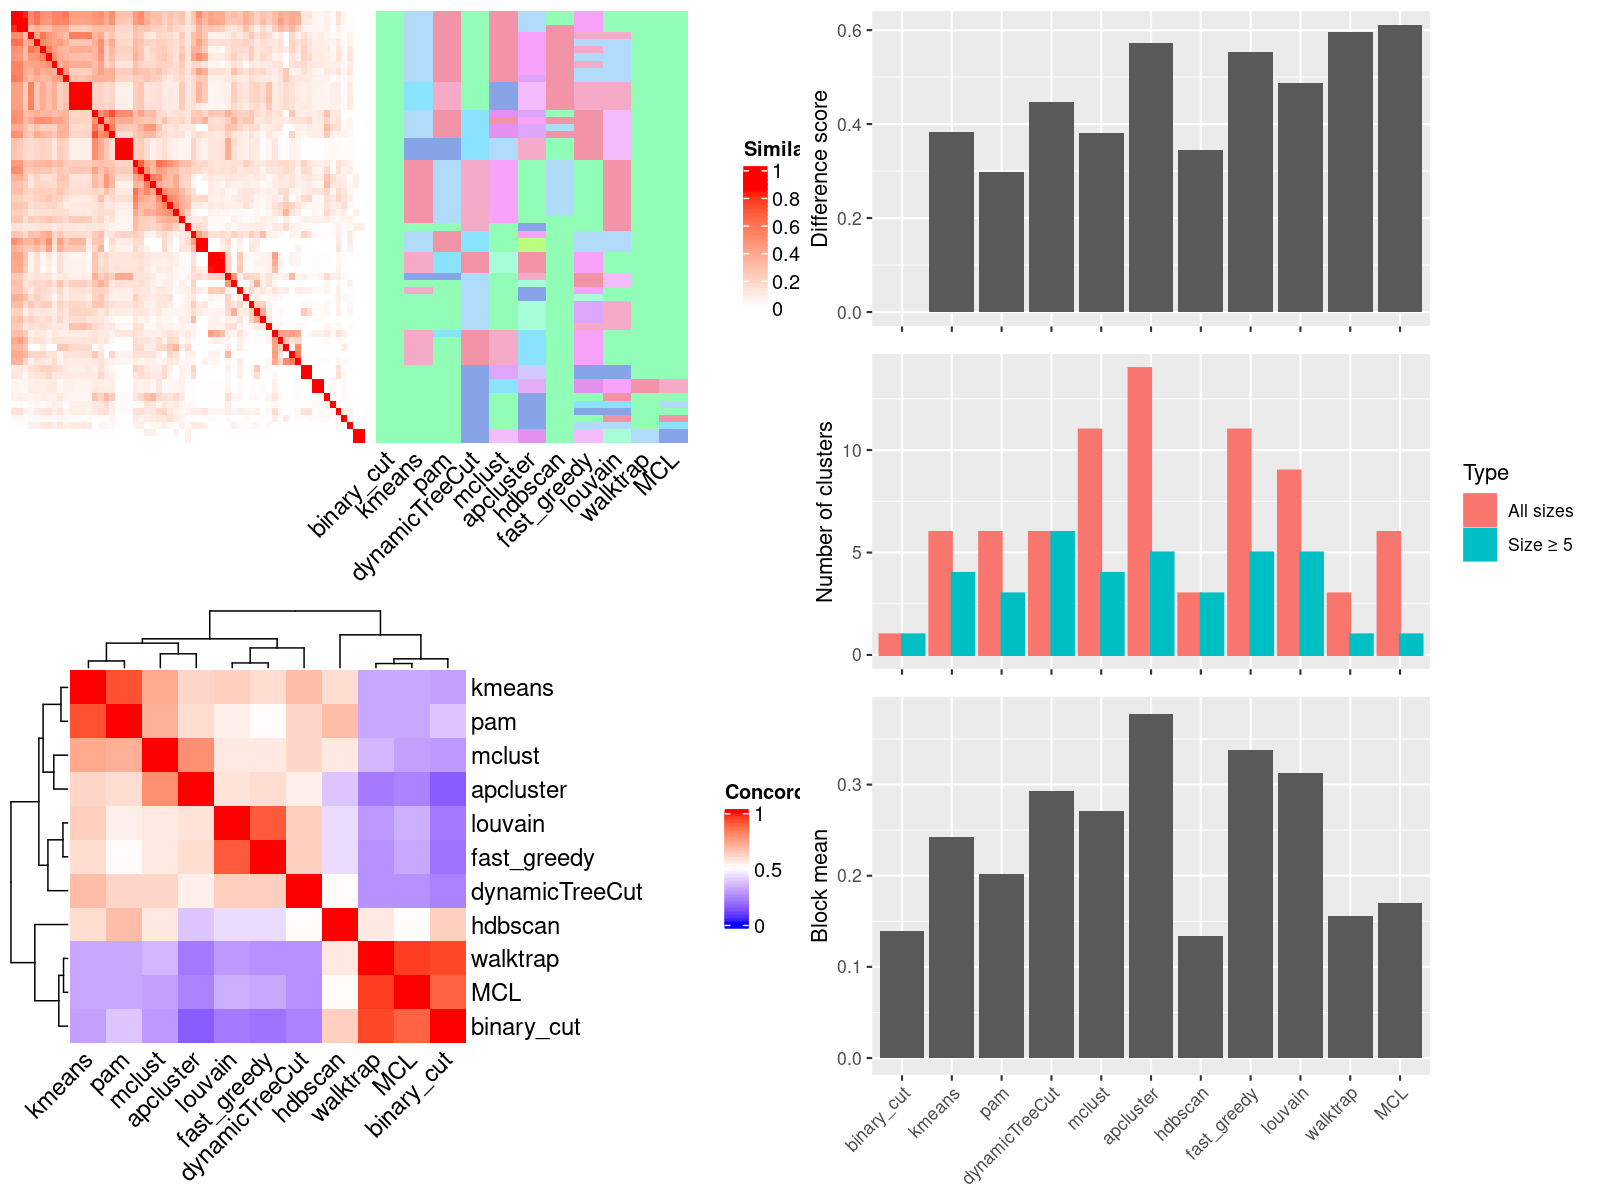 Simila
1
0.8
0.6
0.4
0.2
0
binary_cut
kmeans
pam
dynamicTreeCut
mclust
apcluster
hdbscan
fast_greedy
louvain
walktrap
MCL
kmeans
pam
mclust
apcluster
louvain
fast_greedy
dynamicTreeCut
hdbscan
walktrap
MCL
binary_cut
kmeans
pam
mclust
apcluster
louvain
fast_greedy
dynamicTreeCut
hdbscan
walktrap
MCL
binary_cut
Concord
1
0.5
0
Difference score
0.6
0.4
0.2
0.0
Number of clusters
10
5
0
Type
All sizes
Size ≥ 5
Block mean
0.3
0.2
0.1
0.0
binary_cut
kmeans
pam
dynamicTreeCut
mclust
apcluster
hdbscan
fast_greedy
louvain
walktrap
MCL